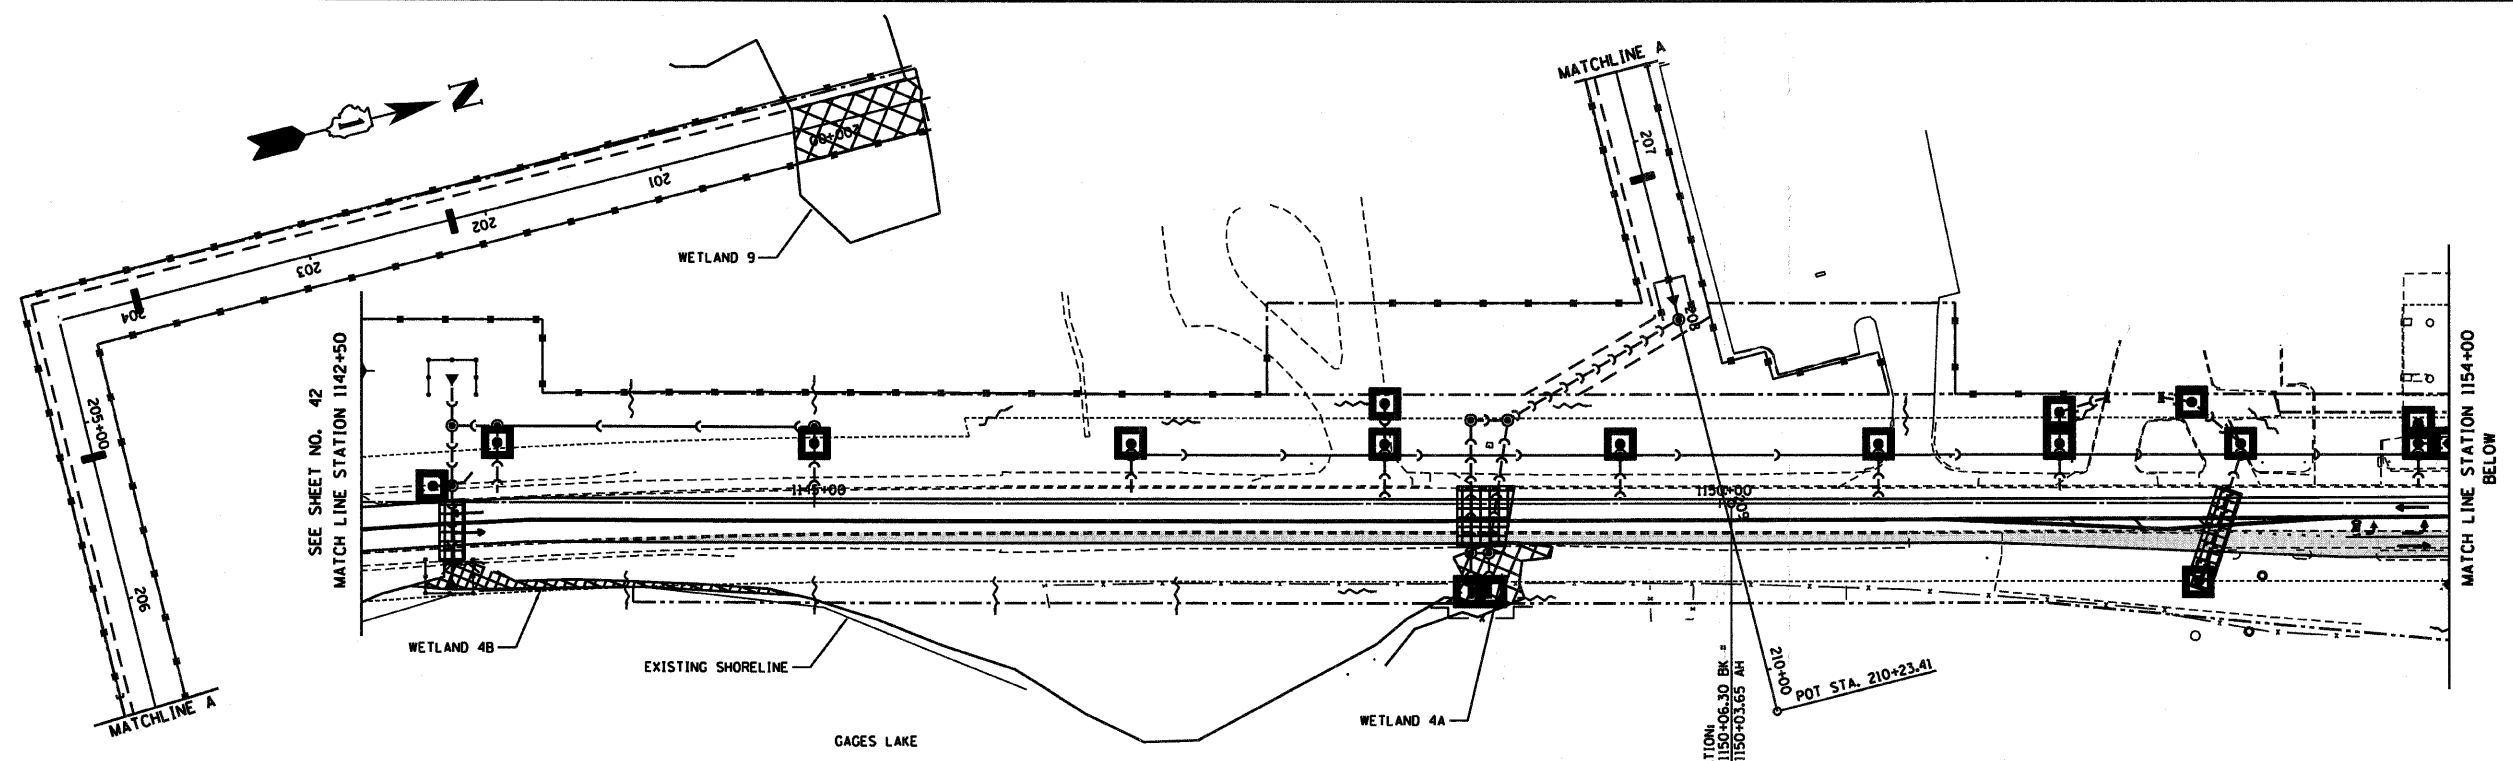 MATCHLINE A
N
200+00
201
202
203
204
WETLAND 9
207
208
205+00
206
MATCHLINE A
SEE SHEET NO. 42
MATCH LINE STATION 1142+50
1145+00
1150+00
209
MATCH LINE STATION 1154+00
BELOW
WETLAND 4B
EXISTING SHORELINE
GAGES LAKE
WETLAND 4A
TION:
1150+06.30 BK =
1150+03.65 AH
210+00
POT STA. 210+23.41